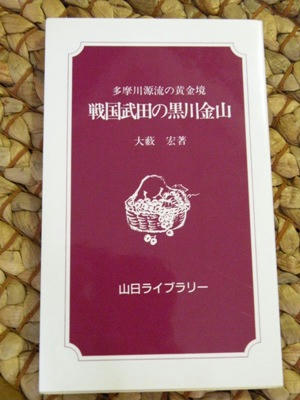 多摩川源流の黄金境
戦国武田の黒川金山
大藪 宏著
山日ライブラリー